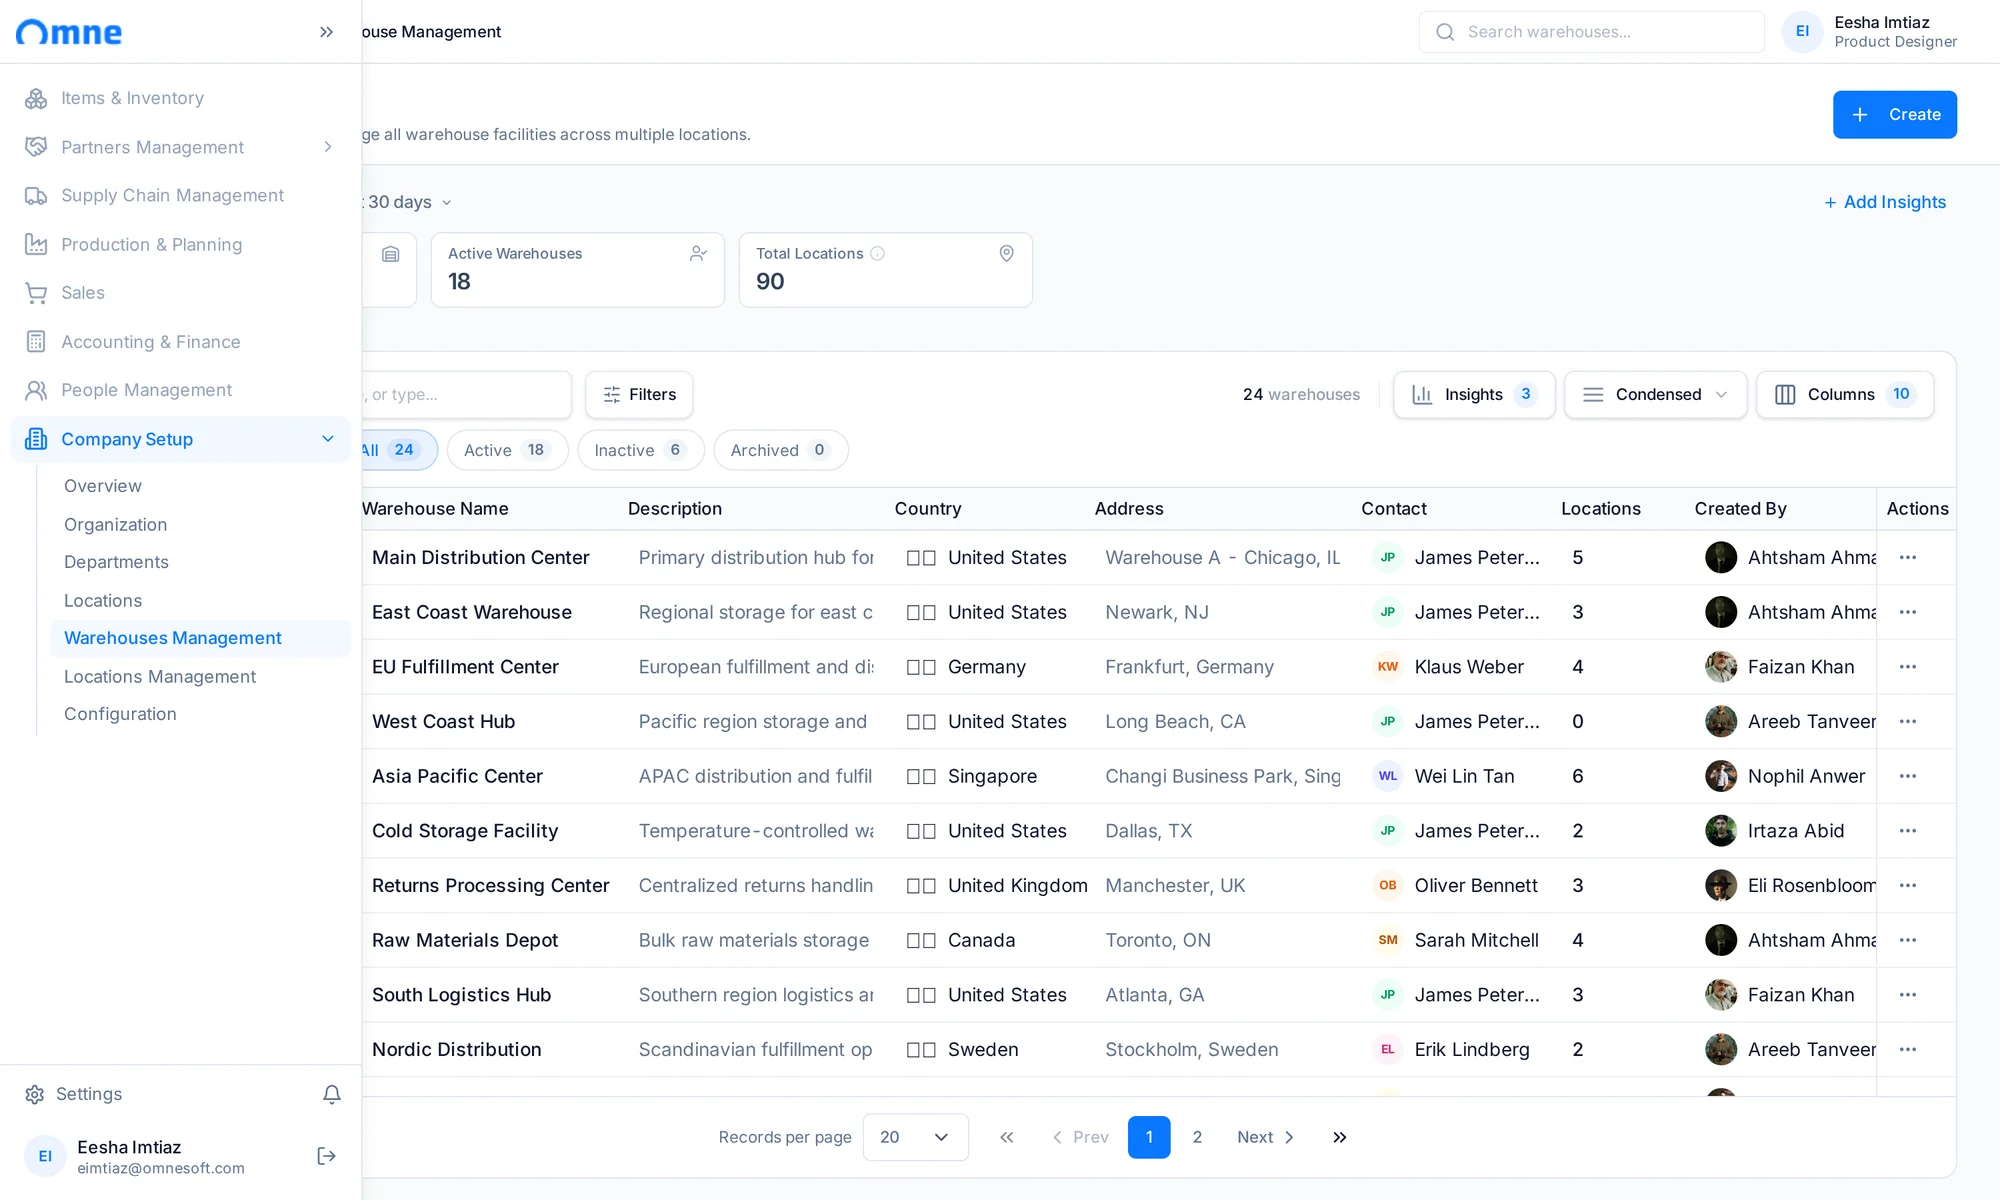 Omne
ouse Management
Search warehouses...
EI
Eesha Imtiaz
Product Designer
Items & Inventory
Partners Management
Supply Chain Management
Production & Planning
Sales
Accounting & Finance
People Management
Company Setup
Overview
Organization
Departments
Locations
Warehouses Management
Locations Management
Configuration
Settings
EI
Eesha Imtiaz
eimtiaz@omnesoft.com
ge all warehouse facilities across multiple locations.
+ Create
30 days
+ Add Insights
Active Warehouses
18
Total Locations
90
, or type...
Filters
24 warehouses
Insights 3
Condensed
Columns 10
All 24
Active 18
Inactive 6
Archived 0
Warehouse Name Description Country Address Contact Locations Created By Actions
Main Distribution Center Primary distribution hub for United States Warehouse A - Chicago, IL JP James Peter... 5 Ahtsham Ahma ...
East Coast Warehouse Regional storage for east c United States Newark, NJ JP James Peter... 3 Ahtsham Ahma ...
EU Fulfillment Center European fulfillment and dis Germany Frankfurt, Germany KW Klaus Weber 4 Faizan Khan ...
West Coast Hub Pacific region storage and United States Long Beach, CA JP James Peter... 0 Areeb Tanveer ...
Asia Pacific Center APAC distribution and fulfil Singapore Changi Business Park, Sing WL Wei Lin Tan 6 Nophil Anwer ...
Cold Storage Facility Temperature-controlled wa United States Dallas, TX JP James Peter... 2 Irtaza Abid ...
Returns Processing Center Centralized returns handlin United Kingdom Manchester, UK OB Oliver Bennett 3 Eli Rosenbloom ...
Raw Materials Depot Bulk raw materials storage Canada Toronto, ON SM Sarah Mitchell 4 Ahtsham Ahma ...
South Logistics Hub Southern region logistics ar United States Atlanta, GA JP James Peter... 3 Faizan Khan ...
Nordic Distribution Scandinavian fulfillment op Sweden Stockholm, Sweden EL Erik Lindberg 2 Areeb Tanveer ...
Records per page 20 Prev 1 2 Next